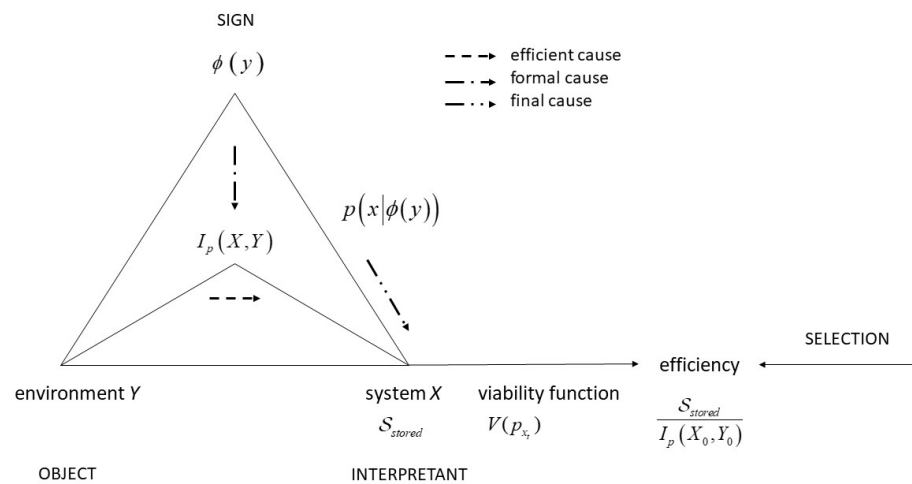 SIGN
ϕ(y)
efficient cause
formal cause
final cause
p(x|ϕ(y))
I_p(X,Y)
SELECTION
efficiency
environment Y
system X
viability function
S_stored
V(p_{x_t})
S_stored / I_p(X_0,Y_0)
OBJECT
INTERPRETANT